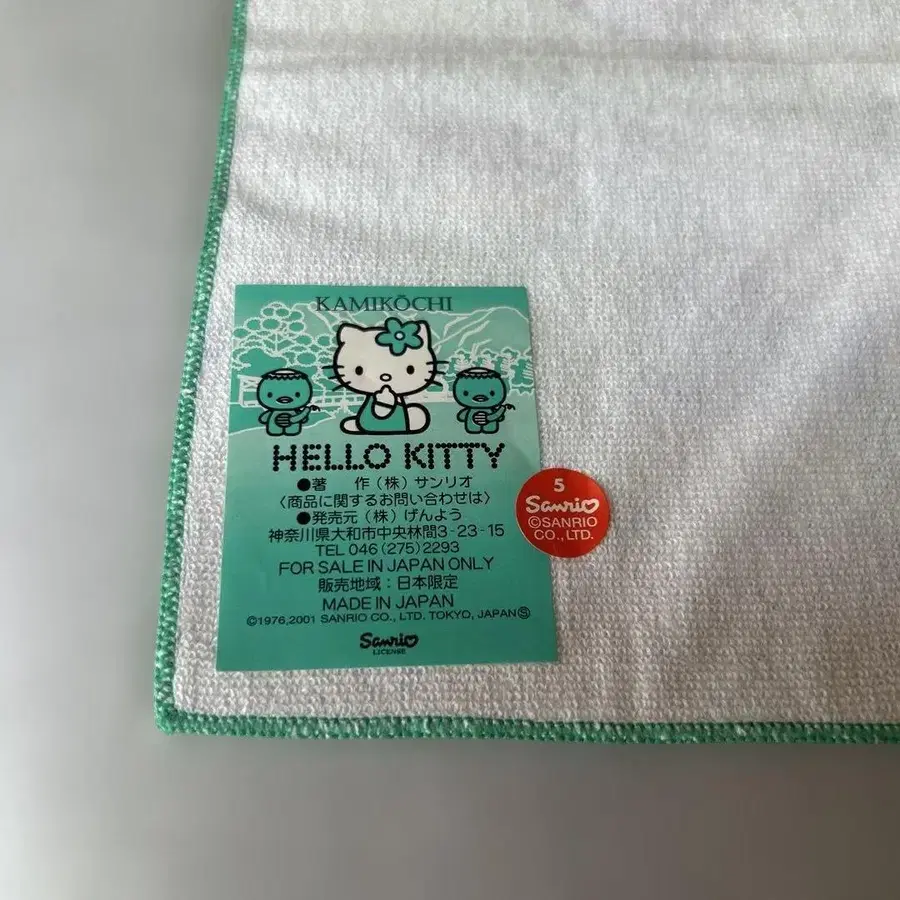 KAMIKŌCHI
HELLO KITTY
●著　作(株)サンリオ
〈商品に関するお問い合わせは〉
●発売元(株)げんよう
神奈川県大和市中央林間3-23-15
TEL 046(275)2293
FOR SALE IN JAPAN ONLY
販売地域:日本限定
MADE IN JAPAN
©1976,2001 SANRIO CO., LTD. TOKYO, JAPAN Ⓢ
Sanrio
LICENSE
5
Sanrio
©SANRIO
CO., LTD.